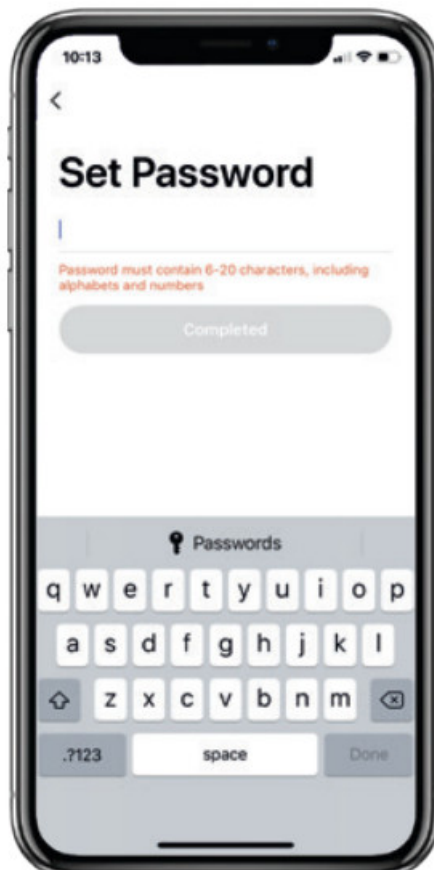 10:13
Set Password
Password must contain 6-20 characters, including
alphabets and numbers
Completed
Passwords
q w e r t y u i o p
a s d f g h j k l
z x c v b n m
.?123 space Done